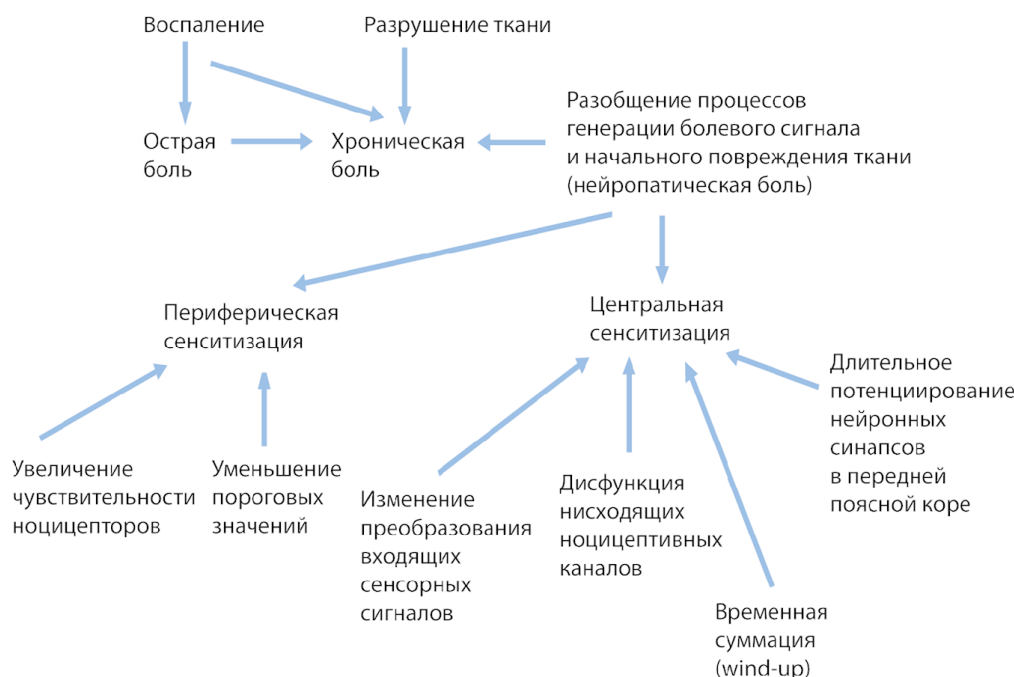 Воспаление
Разрушение ткани
Острая
боль
Хроническая
боль
Разобщение процессов
генерации болевого сигнала
и начального повреждения ткани
(нейропатическая боль)
Периферическая
сенситизация
Центральная
сенситизация
Увеличение
чувствительности
ноцицепторов
Уменьшение
пороговых
значений
Изменение
преобразования
входящих
сенсорных
сигналов
Дисфункция
нисходящих
ноцицептивных
каналов
Временная
суммация
(wind-up)
Длительное
потенциирование
нейронных
синапсов
в передней
поясной коре